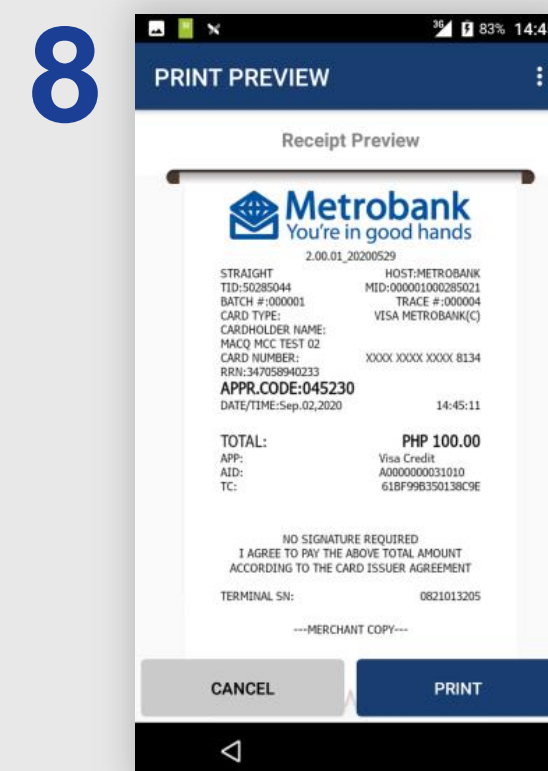 8
3G 83% 14:4
PRINT PREVIEW
Receipt Preview
Metrobank
You're in good hands
2.00.01_20200529
STRAIGHT HOST:METROBANK
TID:50285044 MID:000001000285021
BATCH #:000001 TRACE #:000004
CARD TYPE: VISA METROBANK(C)
CARDHOLDER NAME:
MACQ MCC TEST 02
CARD NUMBER: XXXX XXXX XXXX 8134
RRN:347058940233
APPR.CODE:045230
DATE/TIME:Sep.02,2020 14:45:11
TOTAL: PHP 100.00
APP: Visa Credit
AID: A0000000031010
TC: 61BF99B350138C9E
NO SIGNATURE REQUIRED
I AGREE TO PAY THE ABOVE TOTAL AMOUNT
ACCORDING TO THE CARD ISSUER AGREEMENT
TERMINAL SN: 0821013205
---MERCHANT COPY---
CANCEL PRINT